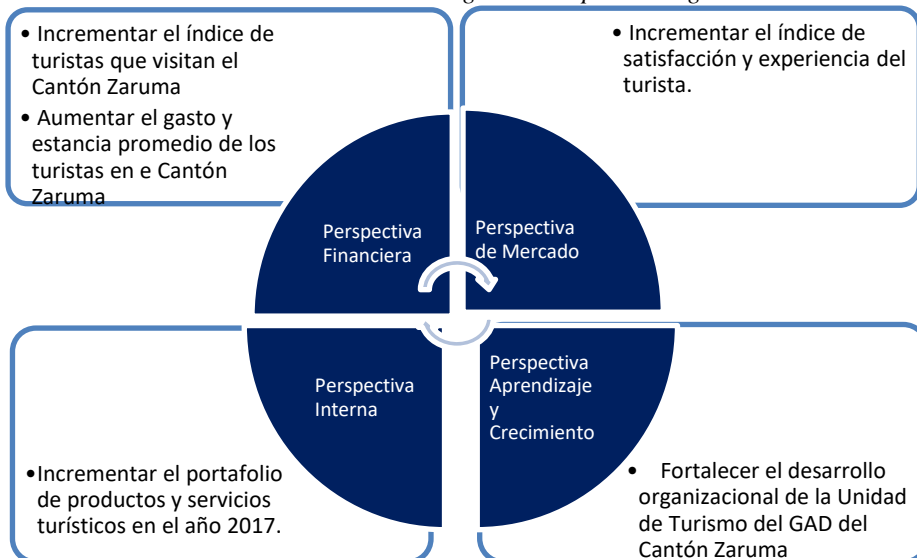 • Incrementar el índice de
turistas que visitan el
Cantón Zaruma
• Aumentar el gasto y
estancia promedio de los
turistas en e Cantón
Zaruma
• Incrementar el índice de
satisfacción y experiencia del
turista.
Perspectiva
Financiera
Perspectiva
de Mercado
Perspectiva
Interna
Perspectiva
Aprendizaje
y
Crecimiento
•Incrementar el portafolio
de productos y servicios
turísticos en el año 2017.
• Fortalecer el desarrollo
organizacional de la Unidad
de Turismo del GAD del
Cantón Zaruma